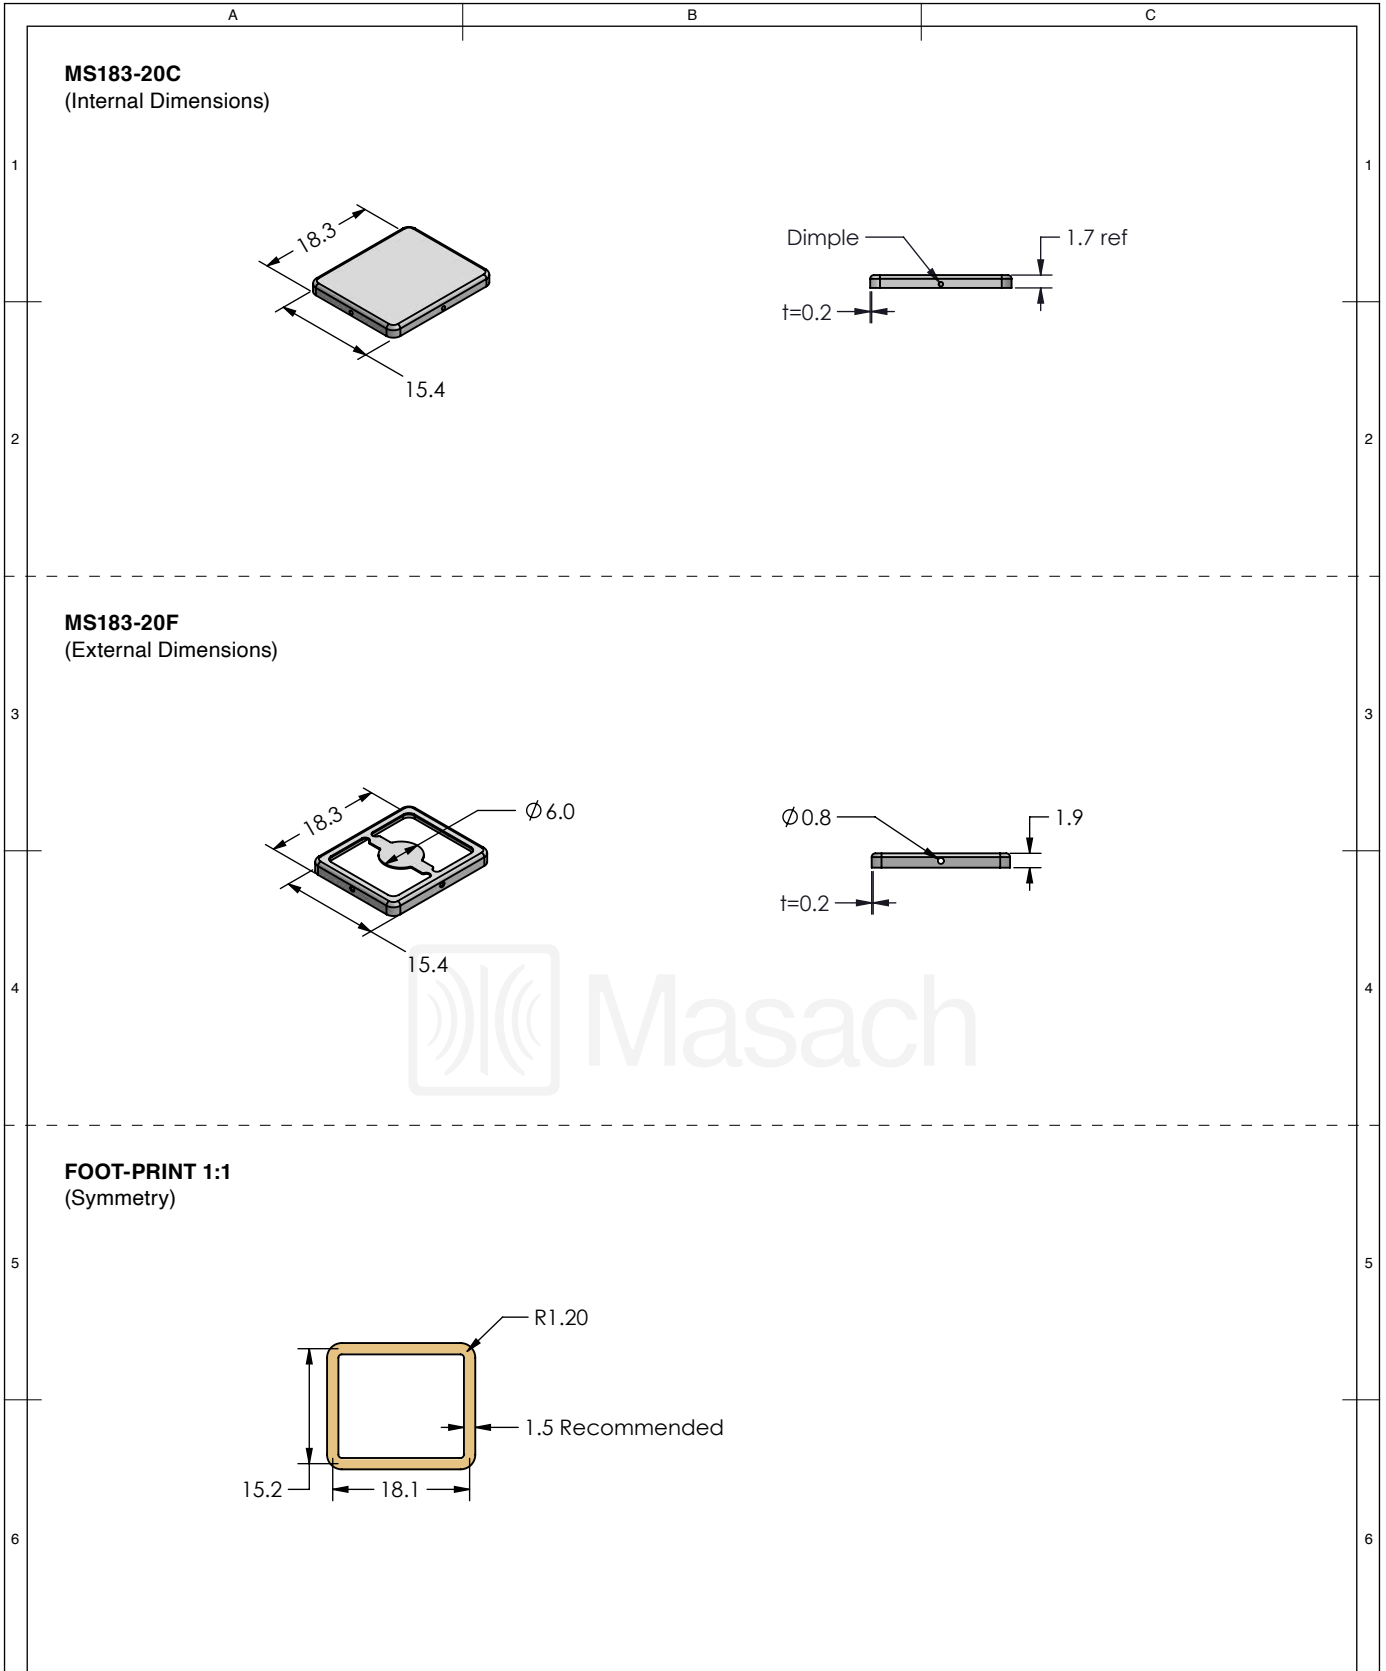 A B C
MS183-20C
(Internal Dimensions)
1 1
18.3
Dimple
1.7 ref
t=0.2
15.4
2 2
MS183-20F
(External Dimensions)
3 3
18.3
Ø6.0
Ø0.8
1.9
t=0.2
15.4
4 4
Masach
FOOT-PRINT 1:1
(Symmetry)
5 5
R1.20
1.5 Recommended
15.2
18.1
6 6